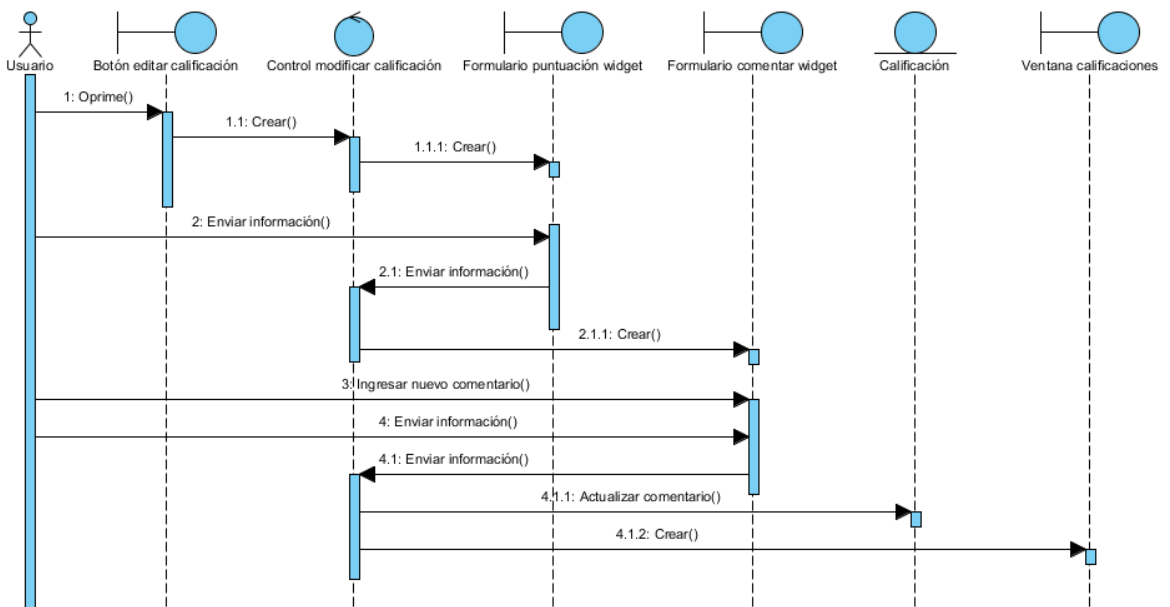 Usuario
Botón editar calificación
Control modificar calificación
Formulario puntuación widget
Formulario comentar widget
Calificación
Ventana calificaciones
1: Oprime()
1.1: Crear()
1.1.1: Crear()
2: Enviar información()
2.1: Enviar información()
2.1.1: Crear()
3: Ingresar nuevo comentario()
4: Enviar información()
4.1: Enviar información()
4.1.1: Actualizar comentario()
4.1.2: Crear()